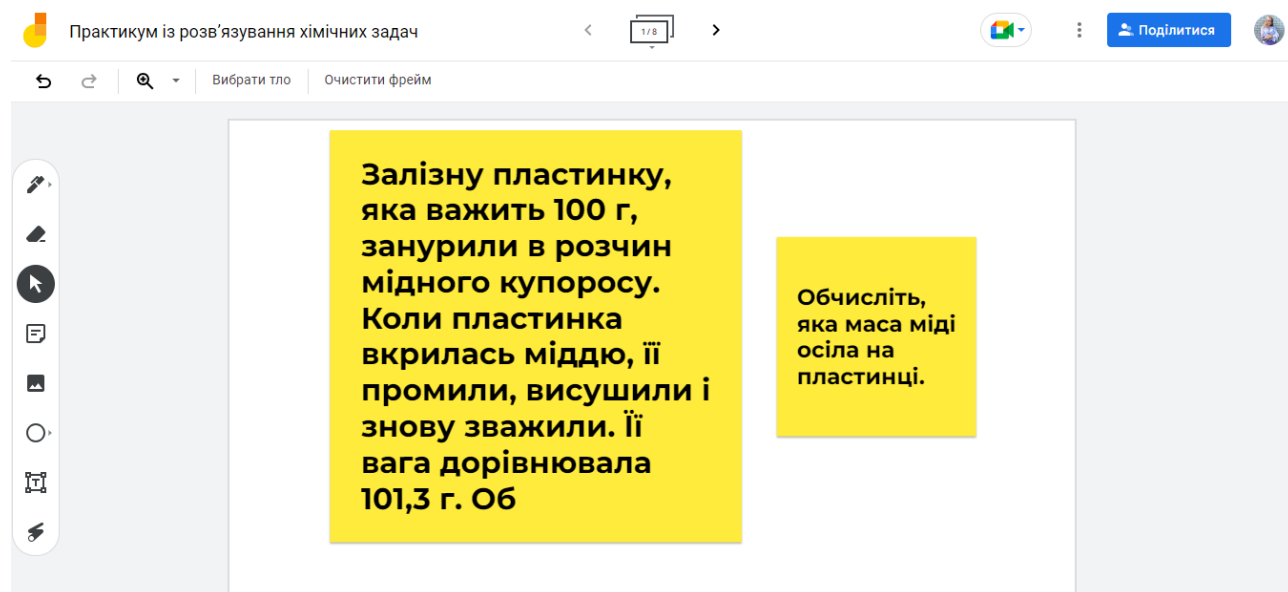 Практикум із розв’язування хімічних задач
1/8
Поділитися
Вибрати тло
Очистити фрейм
Залізну пластинку,
яка важить 100 г,
занурили в розчин
мідного купоросу.
Коли пластинка
вкрилась міддю, її
промили, висушили і
знову зважили. Її
вага дорівнювала
101,3 г. Об
Обчисліть,
яка маса міді
осіла на
пластинці.